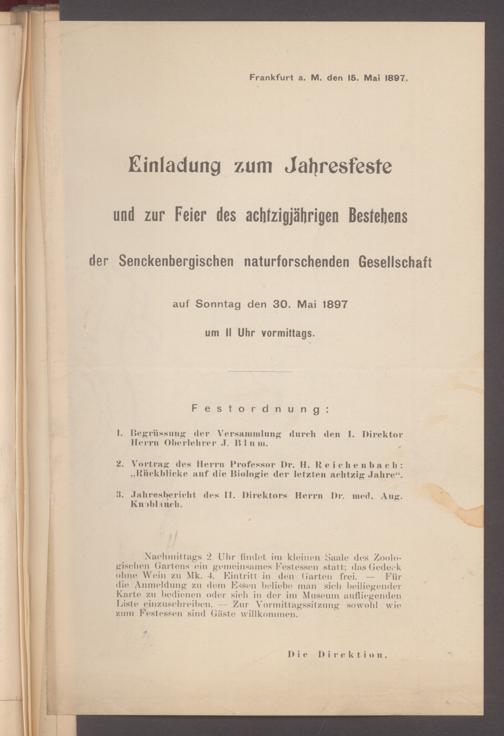 Frankfurt a. M. den 15. Mai 1897.
Einladung zum Jahresfeste
und zur Feier des achtzigjährigen Bestehens
der Senckenbergischen naturforschenden Gesellschaft
auf Sonntag den 30. Mai 1897
um 11 Uhr vormittags.
Festordnung:
1. Begrüssung der Versammlung durch den I. Direktor
Herrn Oberlehrer J. Blum.
2. Vortrag des Herrn Professor Dr. H. Reichenbach:
„Rückblicke auf die Biologie der letzten achtzig Jahre“.
3. Jahresbericht des II. Direktors Herrn Dr. med. Aug.
Knoblauch.
Nachmittags 2 Uhr findet im kleinen Saale des Zoolo-
gischen Gartens ein gemeinsames Festessen statt; das Gedeck
ohne Wein zu Mk. 4. Eintritt in den Garten frei. — Für
die Anmeldung zu dem Essen beliebe man sich beiliegender
Karte zu bedienen oder sich in der im Museum aufliegenden
Liste einzuschreiben. — Zur Vormittagssitzung sowohl wie
zum Festessen sind Gäste willkommen.
Die Direktion.